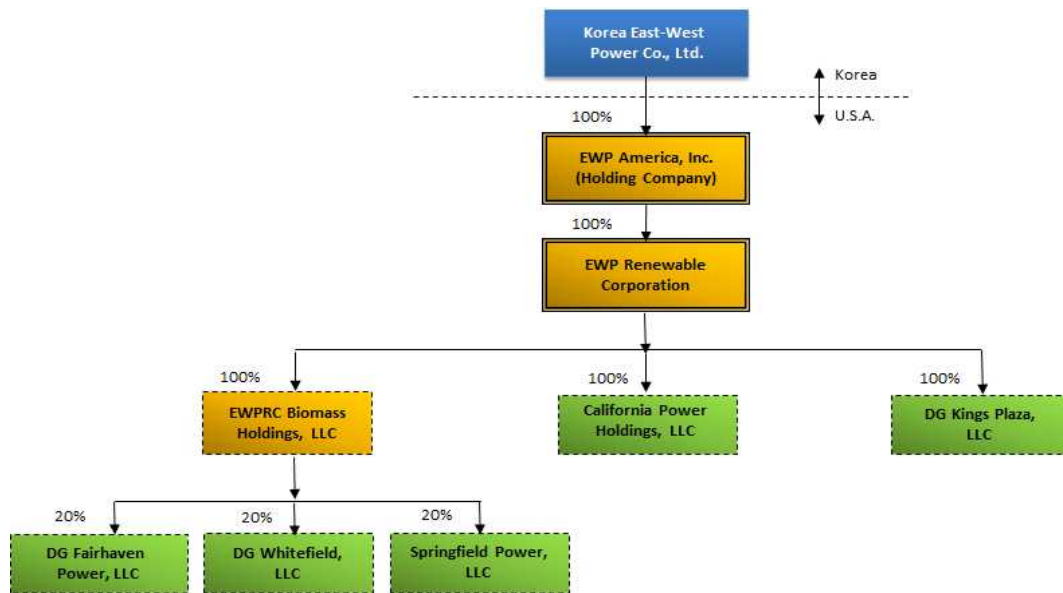 Korea East-West
Power Co., Ltd.
Korea
U.S.A.
100%
EWP America, Inc.
(Holding Company)
100%
EWP Renewable
Corporation
100%
100%
100%
EWPRC Biomass
Holdings, LLC
California Power
Holdings, LLC
DG Kings Plaza,
LLC
20%
20%
20%
DG Fairhaven
Power, LLC
DG Whitefield,
LLC
Springfield Power,
LLC